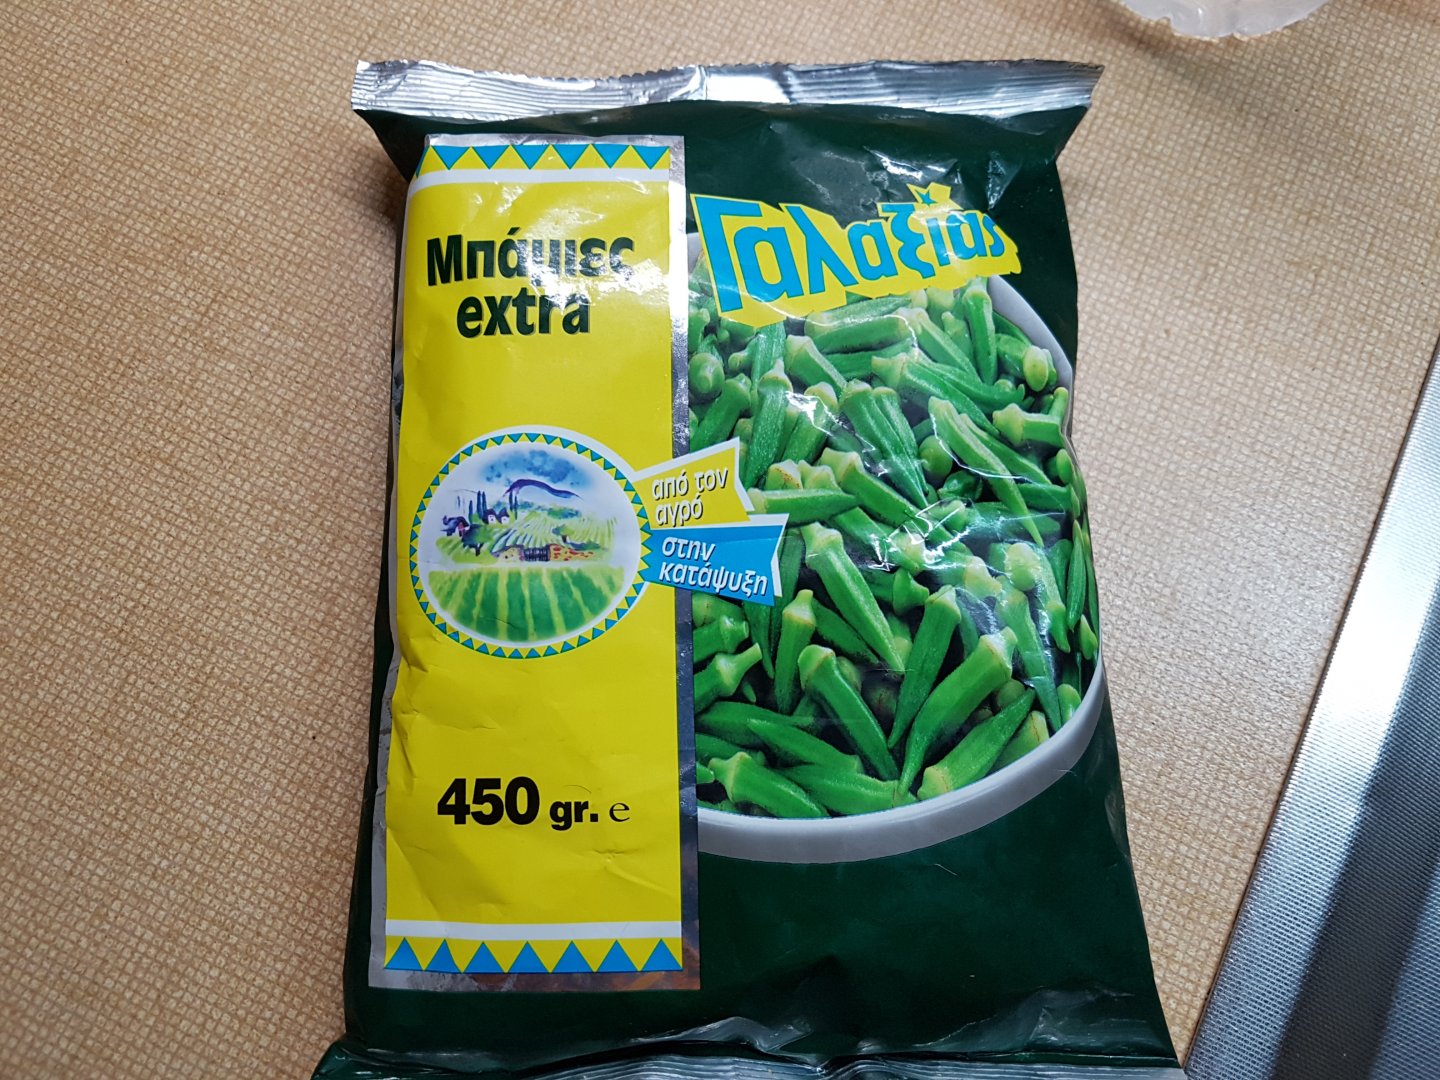 Μπάμιες
extra
Γαλαξίας
από τον
αγρό
στην
κατάψυξη
450 gr. ℮